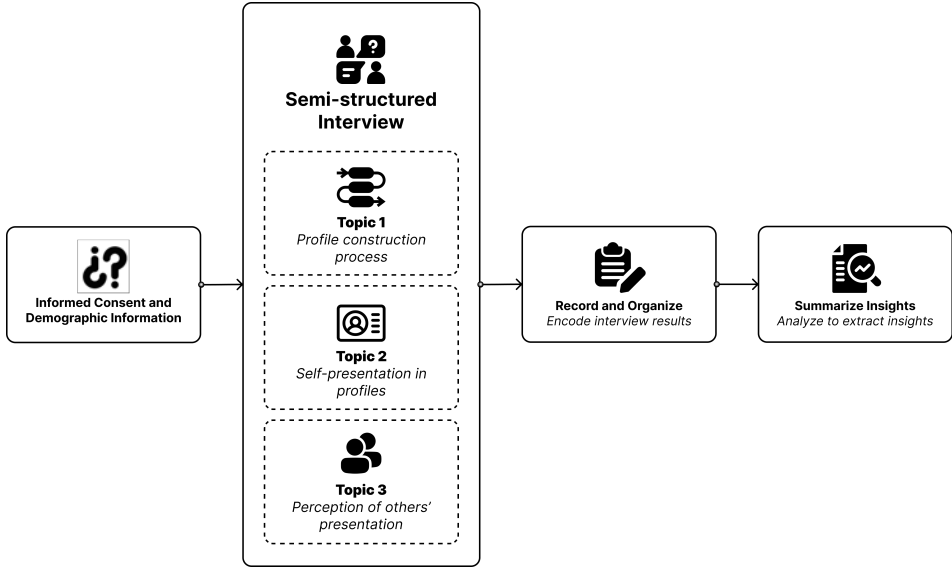 Informed Consent and
Demographic Information
Semi-structured
Interview
Topic 1
Profile construction
process
Topic 2
Self-presentation in
profiles
Topic 3
Perception of others’
presentation
Record and Organize
Encode interview results
Summarize Insights
Analyze to extract insights